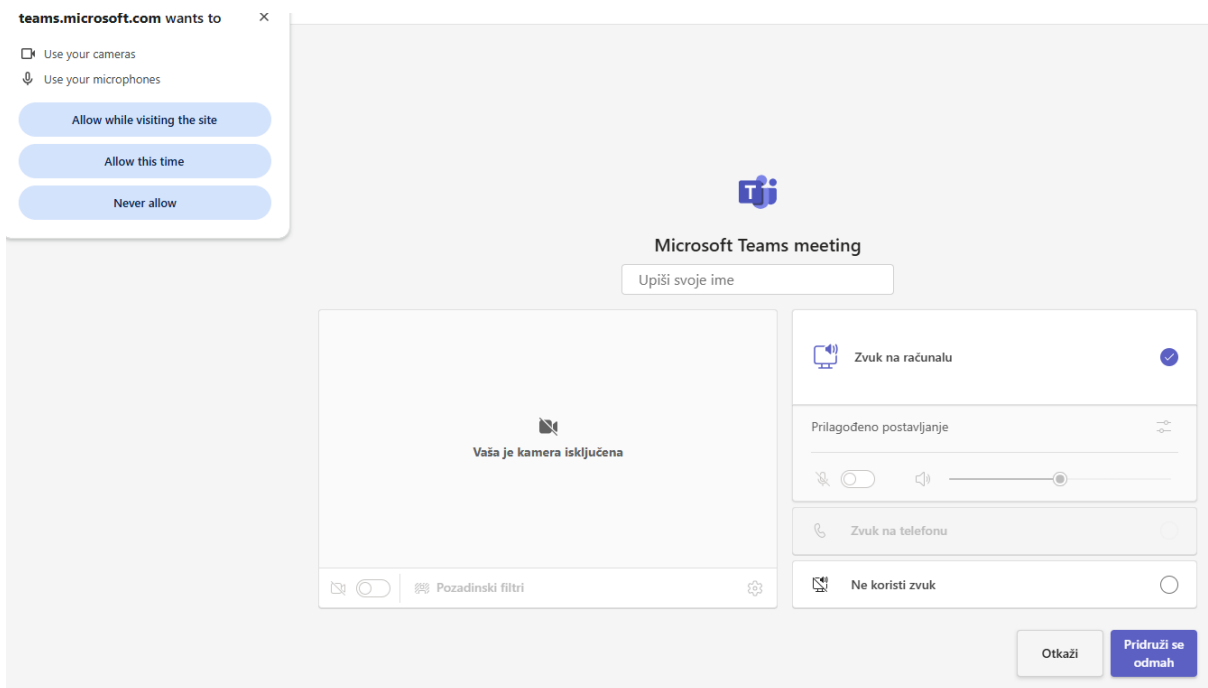 teams.microsoft.com wants to
Use your cameras
Use your microphones
Allow while visiting the site
Allow this time
Never allow
Microsoft Teams meeting
Upiši svoje ime
Vaša je kamera isključena
Pozadinski filtri
Zvuk na računalu
Prilagođeno postavljanje
Zvuk na telefonu
Ne koristi zvuk
Otkaži
Pridruži se
odmah